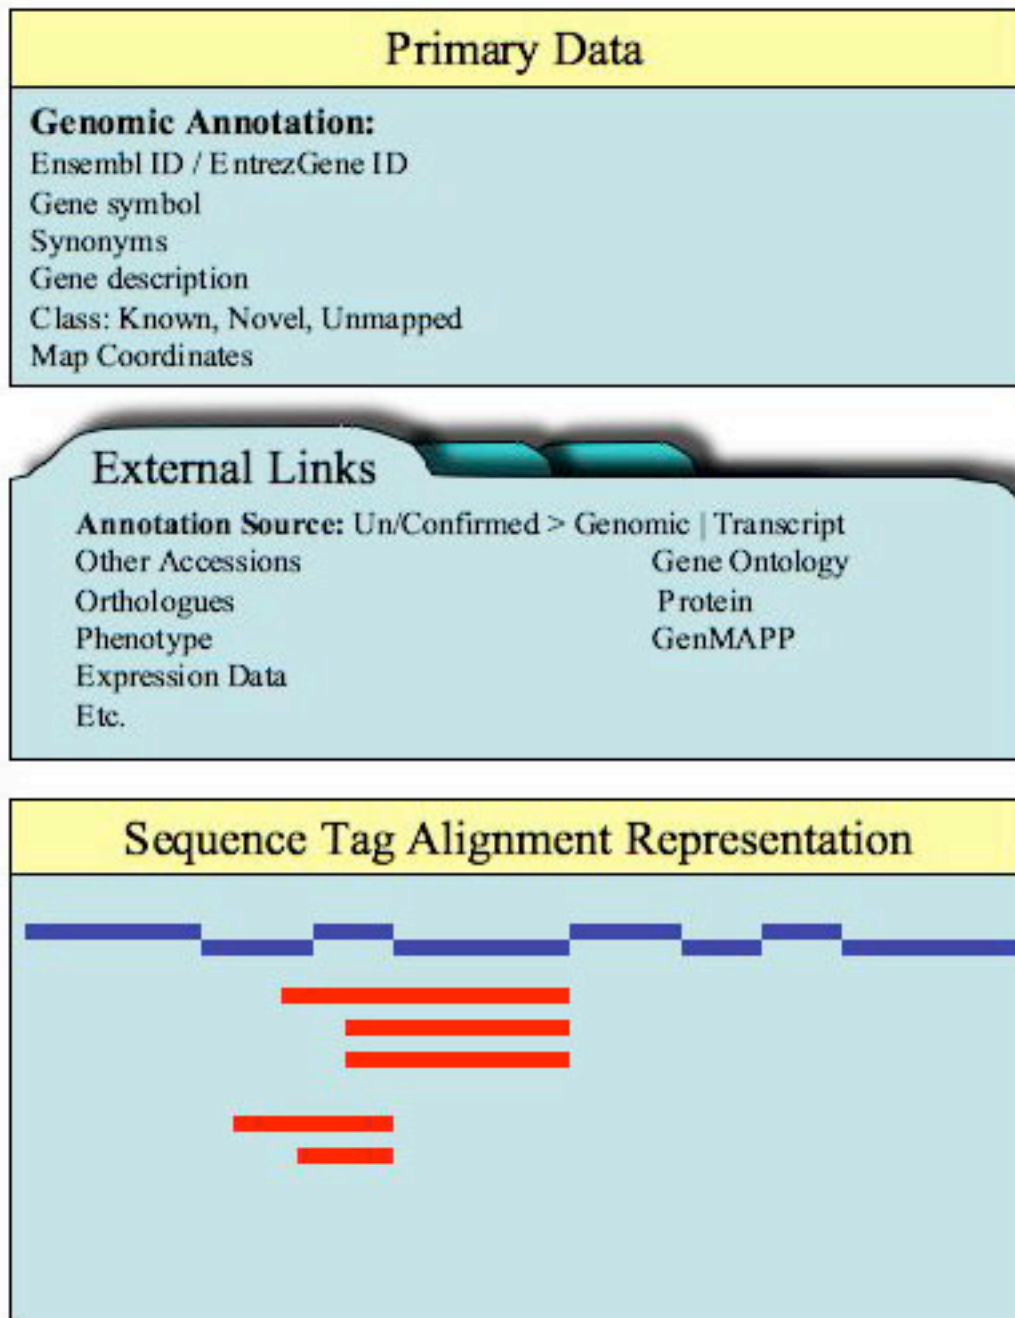 Primary Data
Genomic Annotation:
Ensembl ID / EntrezGene ID
Gene symbol
Synonyms
Gene description
Class: Known, Novel, Unmapped
Map Coordinates
External Links
Annotation Source: Un/Confirmed > Genomic | Transcript
Other Accessions
Orthologues
Phenotype
Expression Data
Etc.
Gene Ontology
Protein
GenMAPP
Sequence Tag Alignment Representation